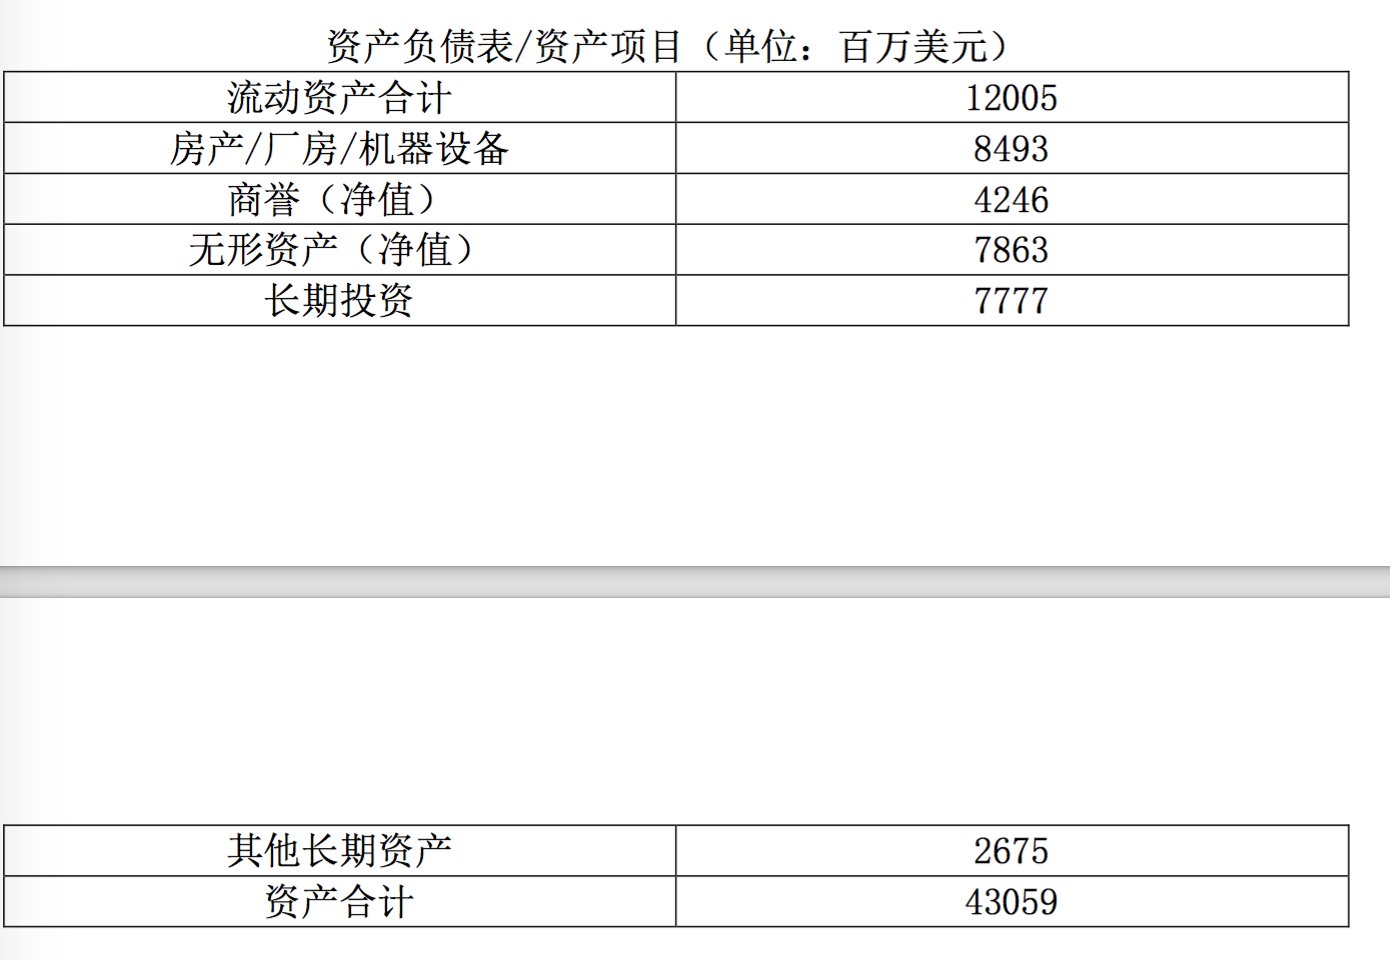 资产负债表/资产项目（单位：百万美元）
流动资产合计 12005
房产/厂房/机器设备 8493
商誉（净值） 4246
无形资产（净值） 7863
长期投资 7777
其他长期资产 2675
资产合计 43059